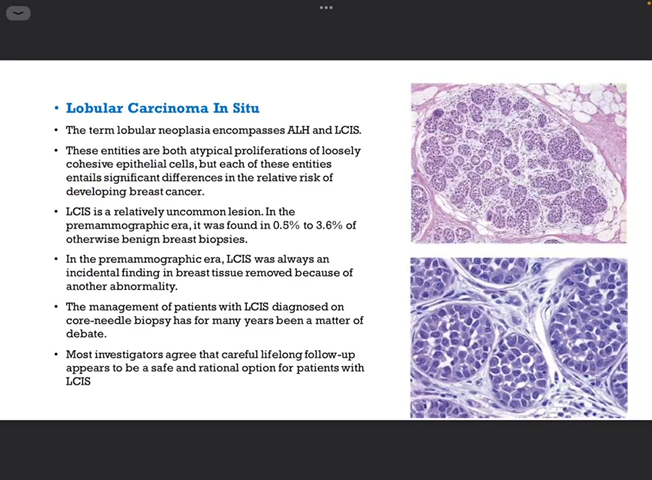 • Lobular Carcinoma In Situ
• The term lobular neoplasia encompasses ALH and LCIS.
• These entities are both atypical proliferations of loosely
cohesive epithelial cells, but each of these entities
entails significant differences in the relative risk of
developing breast cancer.
• LCIS is a relatively uncommon lesion. In the
premammographic era, it was found in 0.5% to 3.6% of
otherwise benign breast biopsies.
• In the premammographic era, LCIS was always an
incidental finding in breast tissue removed because of
another abnormality.
• The management of patients with LCIS diagnosed on
core-needle biopsy has for many years been a matter of
debate.
• Most investigators agree that careful lifelong follow-up
appears to be a safe and rational option for patients with
LCIS